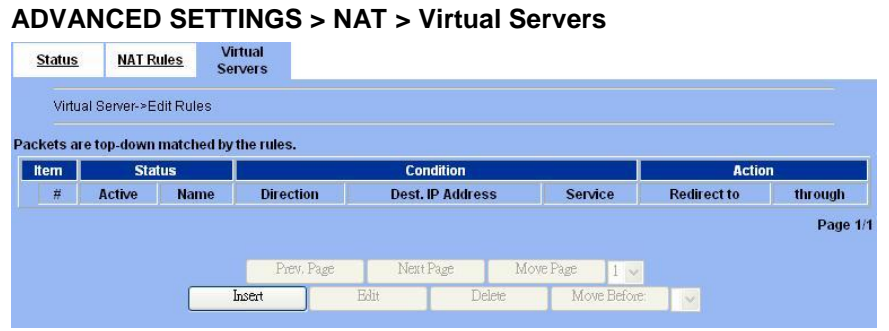 ADVANCED SETTINGS > NAT > Virtual Servers
Status NAT Rules Virtual Servers
Virtual Server->Edit Rules
Packets are top-down matched by the rules.
Item Status Condition Action
# Active Name Direction Dest. IP Address Service Redirect to through
Page 1/1
Prev. Page Next Page Move Page 1
Insert Edit Delete Move Before: